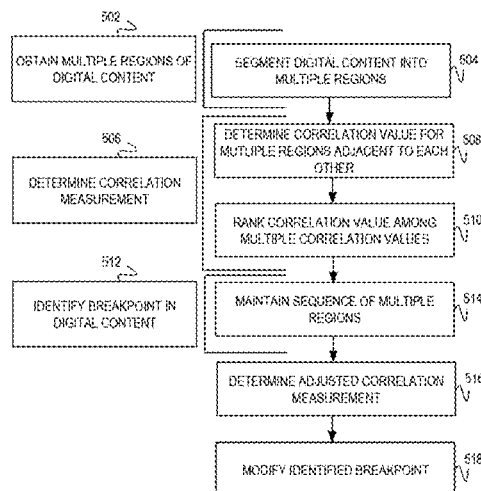 502
OBTAIN MULTIPLE REGIONS OF
DIGITAL CONTENT
SEGMENT DIGITAL CONTENT INTO
MULTIPLE REGIONS
504
506
DETERMINE CORRELATION
MEASUREMENT
DETERMINE CORRELATION VALUE FOR
MUTLIPLE REGIONS ADJACENT TO EACH
OTHER
508
RANK CORRELATION VALUE AMONG
MULTIPLE CORRELATION VALUES
510
512
IDENTIFY BREAKPOINT IN
DIGITAL CONTENT
MAINTAIN SEQUENCE OF MULTIPLE
REGIONS
514
DETERMINE ADJUSTED CORRELATION
MEASUREMENT
516
MODIFY IDENTIFIED BREAKPOINT
518